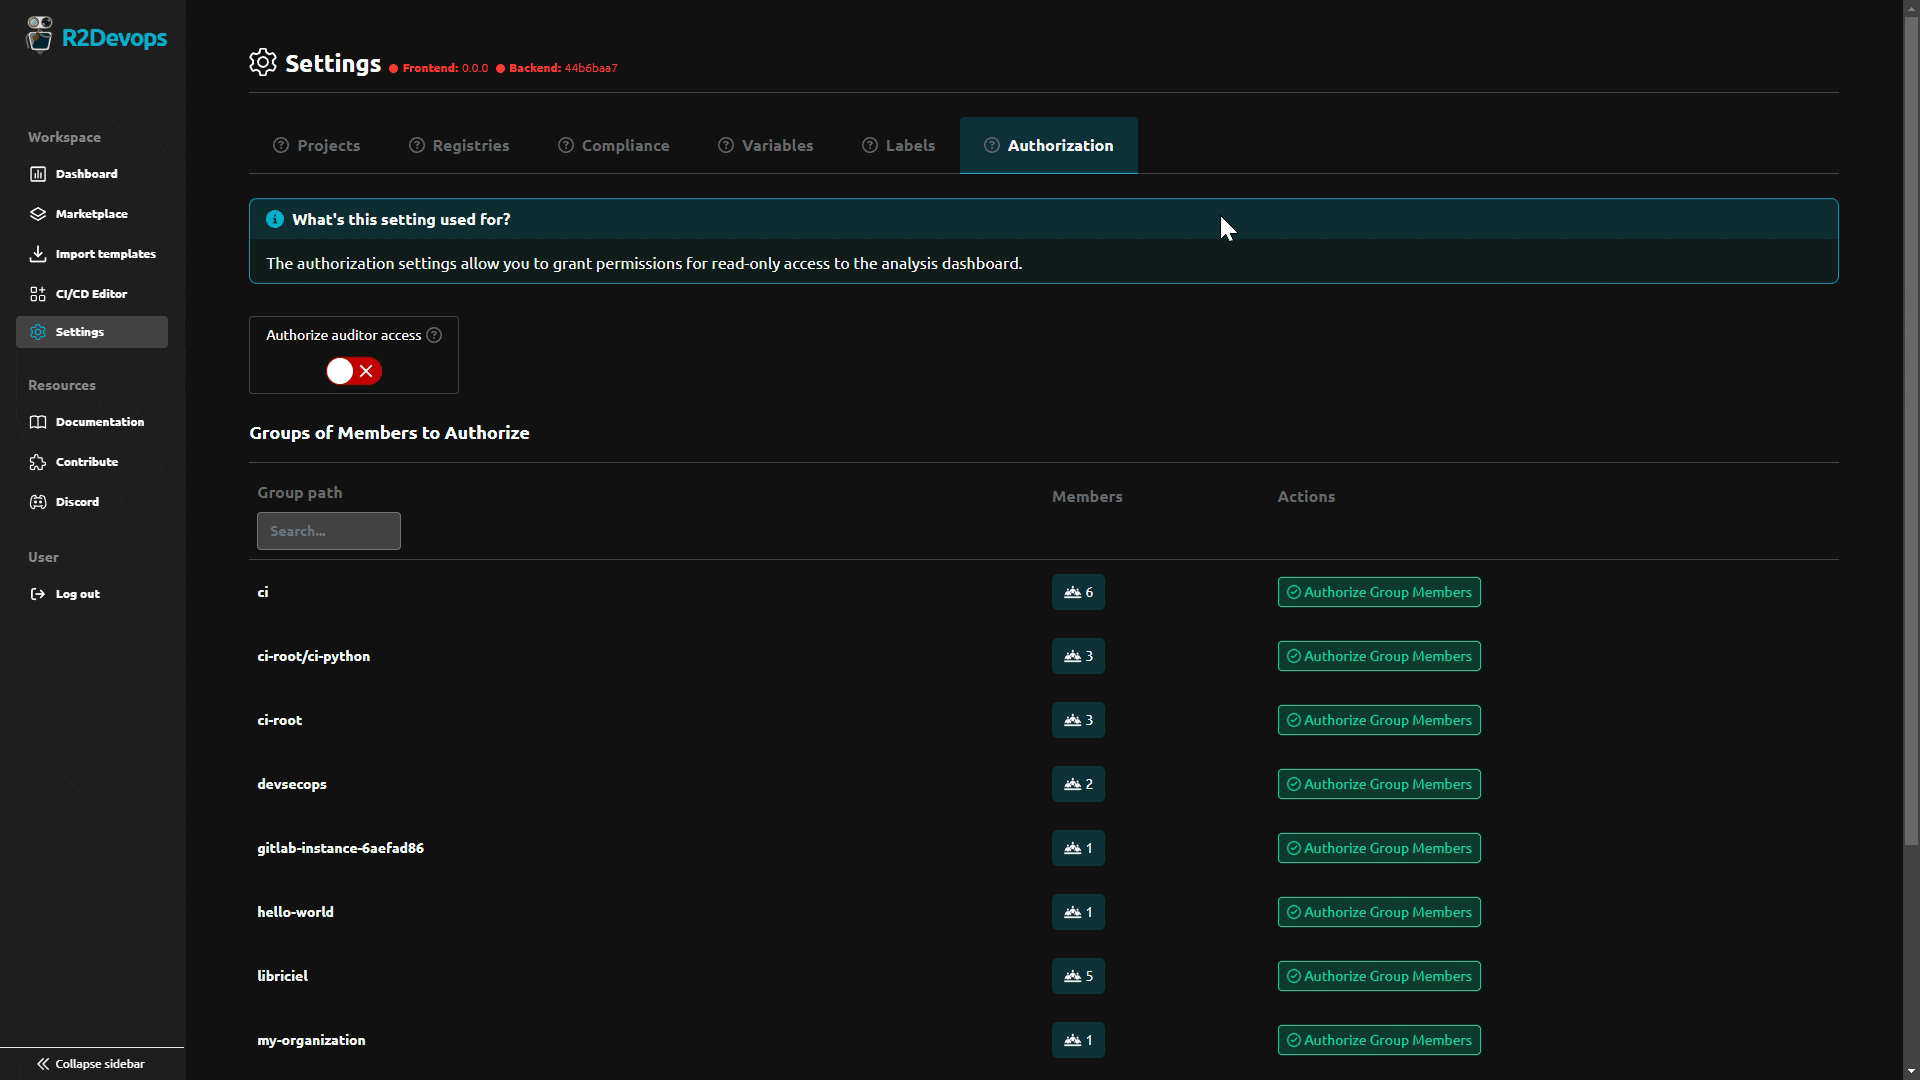 R2Devops
Workspace
Dashboard
Marketplace
Import templates
CI/CD Editor
Settings
Resources
Documentation
Contribute
Discord
User
Log out
Collapse sidebar
Settings Frontend: 0.0.0 Backend: 44b6baa7
Projects Registries Compliance Variables Labels Authorization
What's this setting used for?
The authorization settings allow you to grant permissions for read-only access to the analysis dashboard.
Authorize auditor access
Groups of Members to Authorize
Group path Members Actions
Search...
ci 6 Authorize Group Members
ci-root/ci-python 3 Authorize Group Members
ci-root 3 Authorize Group Members
devsecops 2 Authorize Group Members
gitlab-instance-6aefad86 1 Authorize Group Members
hello-world 1 Authorize Group Members
libriciel 5 Authorize Group Members
my-organization 1 Authorize Group Members